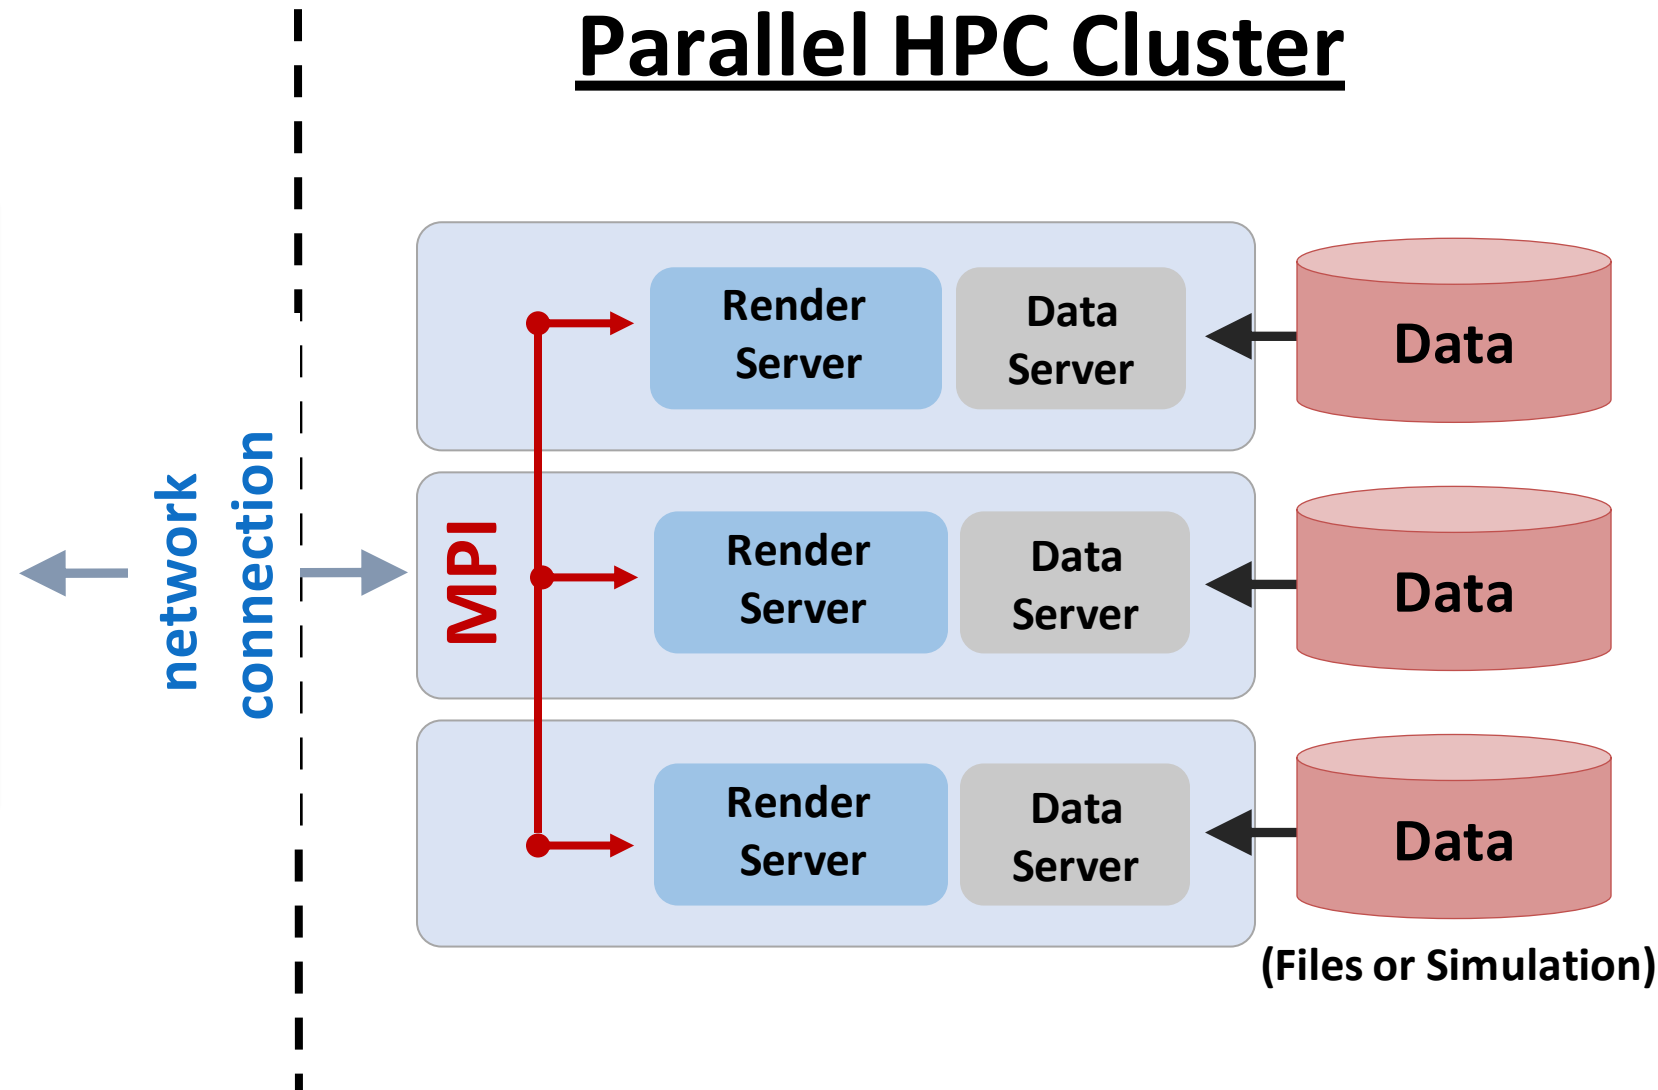 Parallel HPC Cluster
network
connection
MPI
Render
Server
Data
Server
Data
Render
Server
Data
Server
Data
Render
Server
Data
Server
Data
(Files or Simulation)